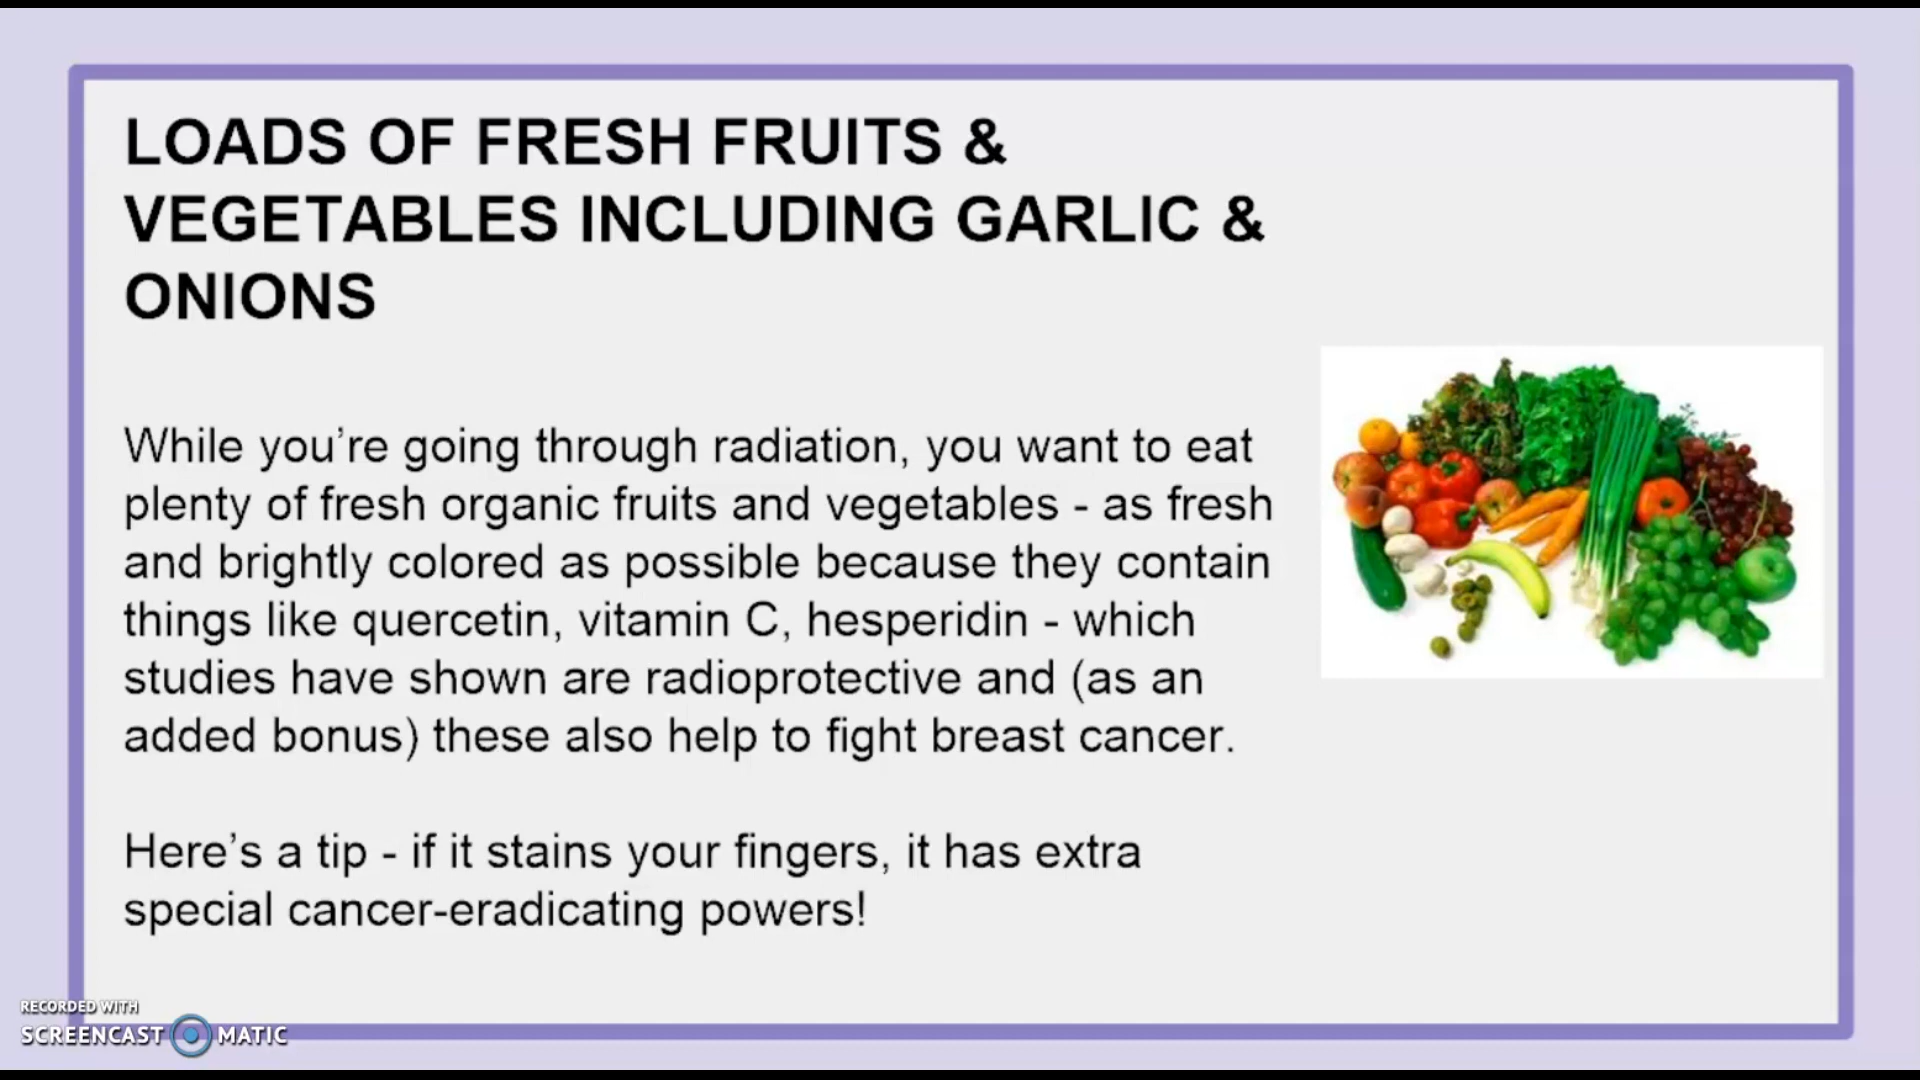 LOADS OF FRESH FRUITS &
VEGETABLES INCLUDING GARLIC &
ONIONS
While you’re going through radiation, you want to eat
plenty of fresh organic fruits and vegetables - as fresh
and brightly colored as possible because they contain
things like quercetin, vitamin C, hesperidin - which
studies have shown are radioprotective and (as an
added bonus) these also help to fight breast cancer.
Here’s a tip - if it stains your fingers, it has extra
special cancer-eradicating powers!
RECORDED WITH
SCREENCAST MATIC